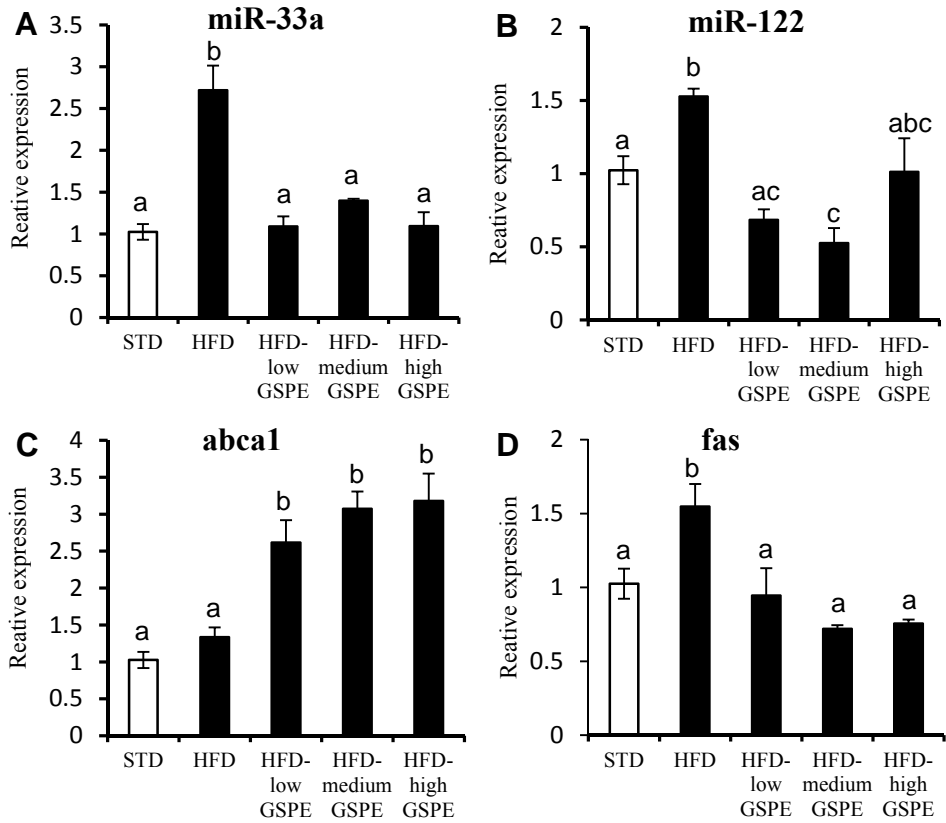 A
miR-33a
Reative expression
3.5
3
2.5
2
1.5
1
0.5
0
a
b
a
a
a
STD
HFD
HFD-
low
GSPE
HFD-
medium
GSPE
HFD-
high
GSPE
B
miR-122
Reative expression
2
1.5
1
0.5
0
a
b
ac
c
abc
STD
HFD
HFD-
low
GSPE
HFD-
medium
GSPE
HFD-
high
GSPE
C
abca1
Reative expression
4
3.5
3
2.5
2
1.5
1
0.5
0
a
a
b
b
b
STD
HFD
HFD-
low
GSPE
HFD-
medium
GSPE
HFD-
high
GSPE
D
fas
Reative expression
2
1.5
1
0.5
0
a
b
a
a
a
STD
HFD
HFD-
low
GSPE
HFD-
medium
GSPE
HFD-
high
GSPE